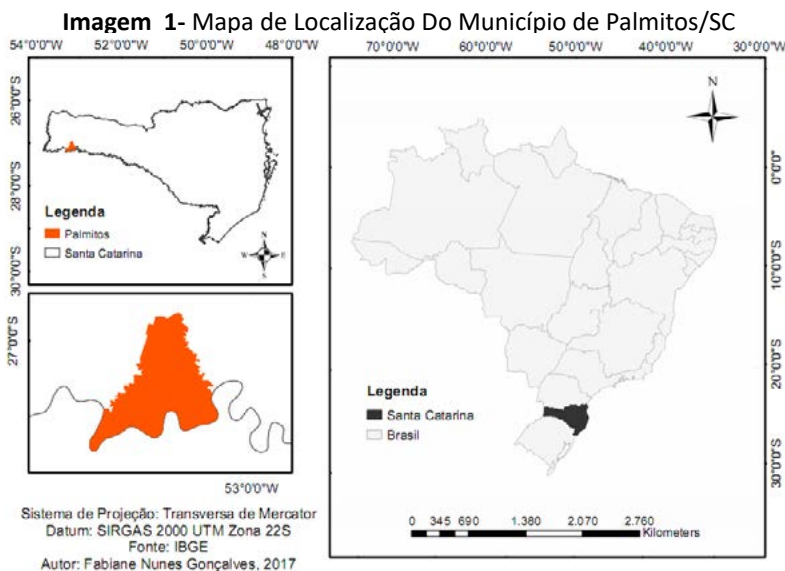 Imagem 1- Mapa de Localização Do Município de Palmitos/SC
54°0'0"W 52°0'0"W 50°0'0"W 48°0'0"W
26°0'0"S
28°0'0"S
30°0'0"S
Legenda
Palmitos
Santa Catarina
N
W E
S
27°0'0"S
53°0'0"W
Sistema de Projeção: Transversa de Mercator
Datum: SIRGAS 2000 UTM Zona 22S
Fonte: IBGE
Autor: Fabiane Nunes Gonçalves, 2017
70°0'0"W 60°0'0"W 50°0'0"W 40°0'0"W 30°0'0"W
N
0°0'0"
10°0'0"S
20°0'0"S
30°0'0"S
Legenda
Santa Catarina
Brasil
0 345 690 1.380 2.070 2.760
Kilometers